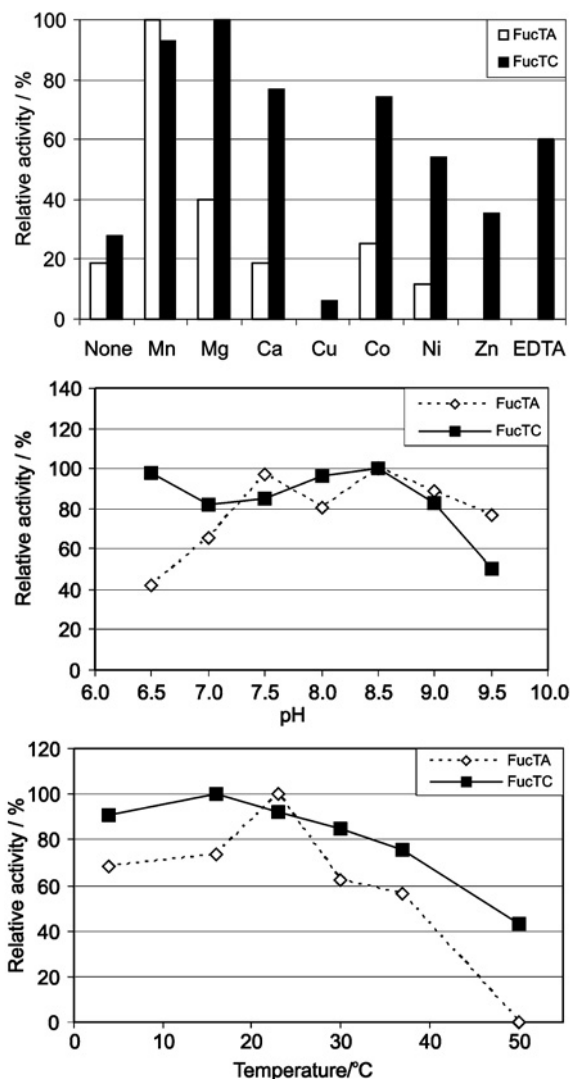 Relative activity / %
100
80
60
40
20
0
FucTA
FucTC
None Mn Mg Ca Cu Co Ni Zn EDTA
Relative activity / %
140
120
100
80
60
40
20
0
FucTA
FucTC
6.0 6.5 7.0 7.5 8.0 8.5 9.0 9.5 10.0
pH
Relative activity / %
120
100
80
60
40
20
0
FucTA
FucTC
0 10 20 30 40 50
Temperature/°C